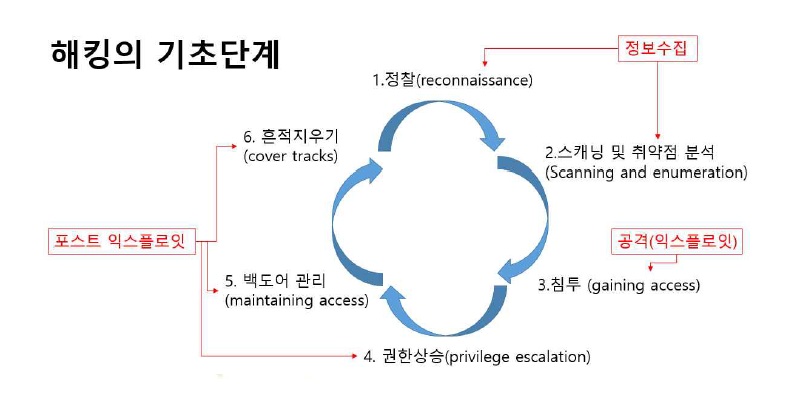 해킹의 기초단계
정보수집
1.정찰(reconnaissance)
6. 흔적지우기
(cover tracks)
2.스캐닝 및 취약점 분석
(Scanning and enumeration)
포스트 익스플로잇
공격(익스플로잇)
5. 백도어 관리
(maintaining access)
3.침투 (gaining access)
4. 권한상승(privilege escalation)